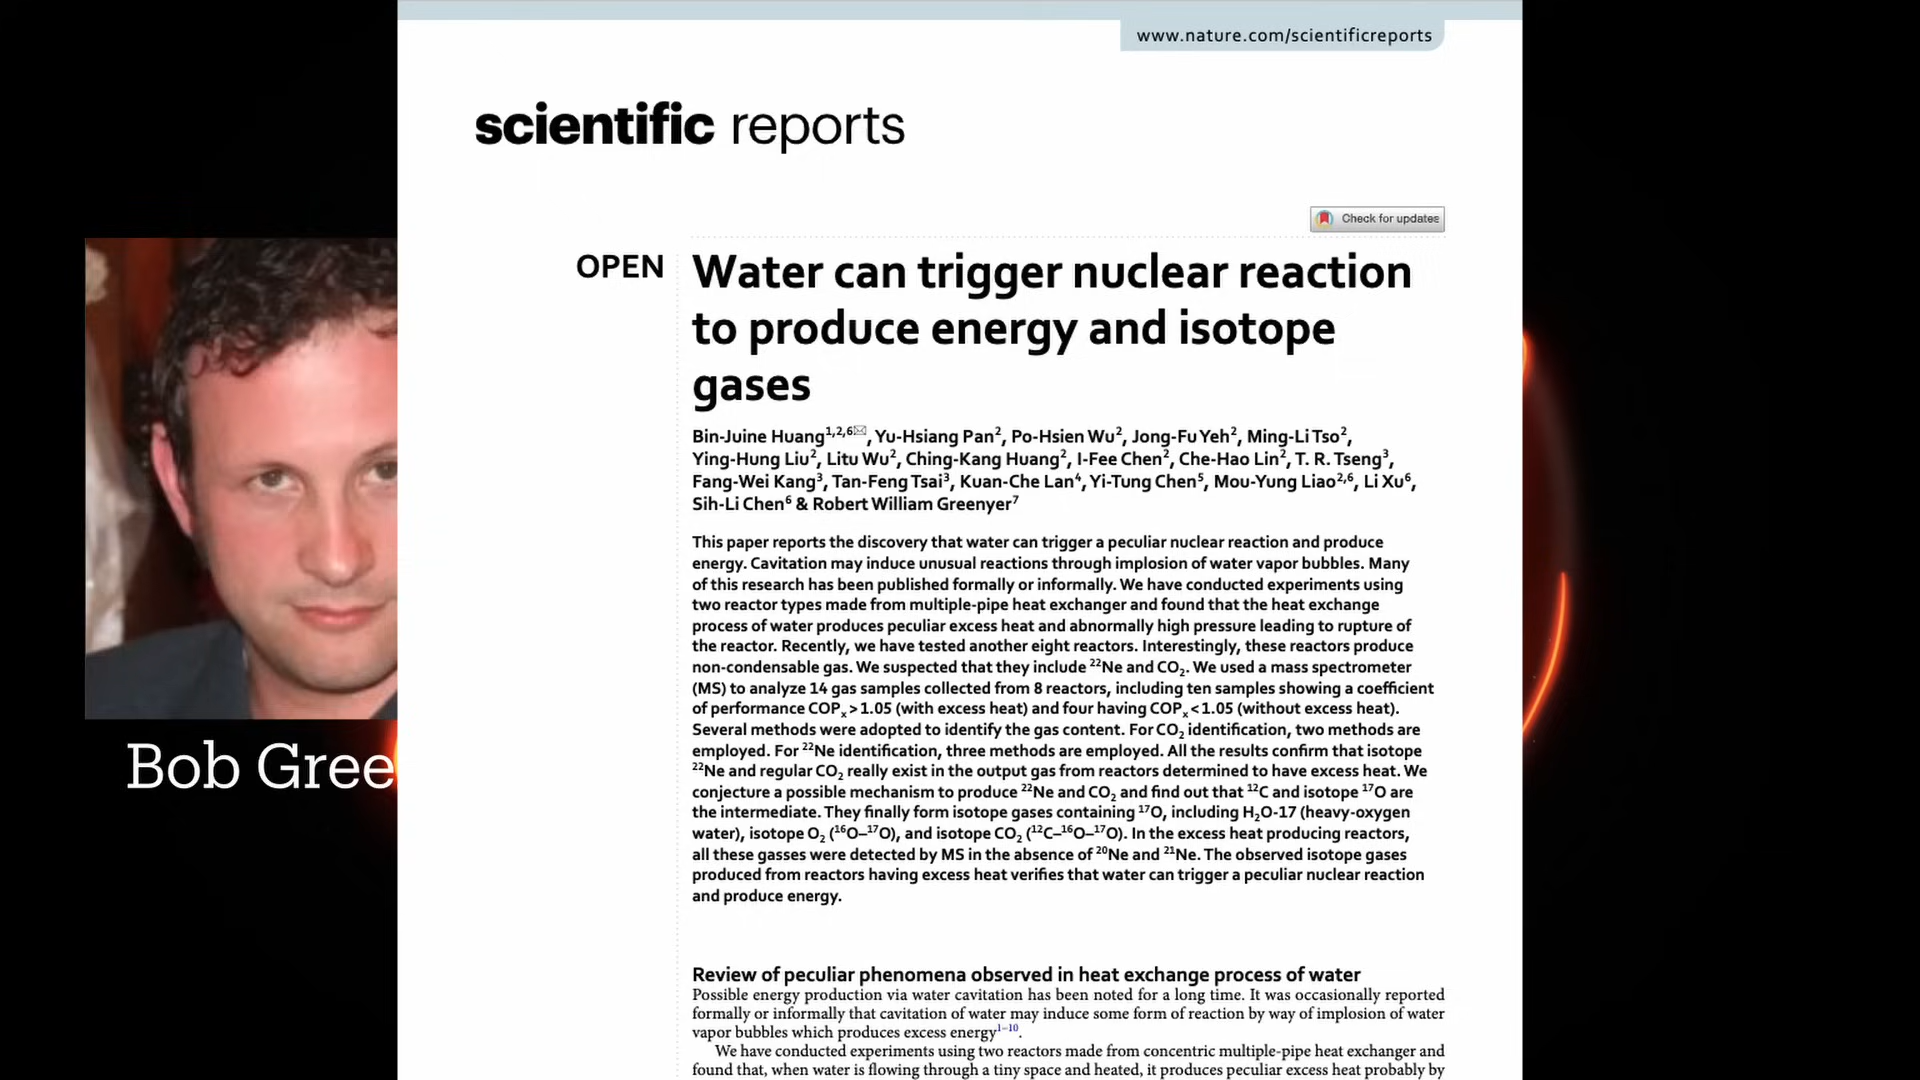 www.nature.com/scientificreports
scientific reports
Check for updates
OPEN
Water can trigger nuclear reaction
to produce energy and isotope
gases
Bin-Juine Huang1,2,6✉, Yu-Hsiang Pan2, Po-Hsien Wu2, Jong-Fu Yeh2, Ming-Li Tso2,
Ying-Hung Liu2, Litu Wu2, Ching-Kang Huang2, I-Fee Chen2, Che-Hao Lin2, T. R. Tseng3,
Fang-Wei Kang3, Tan-Feng Tsai3, Kuan-Che Lan4, Yi-Tung Chen5, Mou-Yung Liao2,6, Li Xu6,
Sih-Li Chen6 & Robert William Greenyer7
This paper reports the discovery that water can trigger a peculiar nuclear reaction and produce
energy. Cavitation may induce unusual reactions through implosion of water vapor bubbles. Many
of this research has been published formally or informally. We have conducted experiments using
two reactor types made from multiple-pipe heat exchanger and found that the heat exchange
process of water produces peculiar excess heat and abnormally high pressure leading to rupture of
the reactor. Recently, we have tested another eight reactors. Interestingly, these reactors produce
non-condensable gas. We suspected that they include 22Ne and CO2. We used a mass spectrometer
(MS) to analyze 14 gas samples collected from 8 reactors, including ten samples showing a coefficient
of performance COPx > 1.05 (with excess heat) and four having COPx < 1.05 (without excess heat).
Several methods were adopted to identify the gas content. For CO2 identification, two methods are
employed. For 22Ne identification, three methods are employed. All the results confirm that isotope
22Ne and regular CO2 really exist in the output gas from reactors determined to have excess heat. We
conjecture a possible mechanism to produce 22Ne and CO2 and find out that 12C and isotope 17O are
the intermediate. They finally form isotope gases containing 17O, including H2O-17 (heavy-oxygen
water), isotope O2 (16O–17O), and isotope CO2 (12C–16O–17O). In the excess heat producing reactors,
all these gasses were detected by MS in the absence of 20Ne and 21Ne. The observed isotope gases
produced from reactors having excess heat verifies that water can trigger a peculiar nuclear reaction
and produce energy.
Review of peculiar phenomena observed in heat exchange process of water
Possible energy production via water cavitation has been noted for a long time. It was occasionally reported
formally or informally that cavitation of water may induce some form of reaction by way of implosion of water
vapor bubbles which produces excess energy1–10.
We have conducted experiments using two reactors made from concentric multiple-pipe heat exchanger and
found that, when water is flowing through a tiny space and heated, it produces peculiar excess heat probably by
Bob Gree